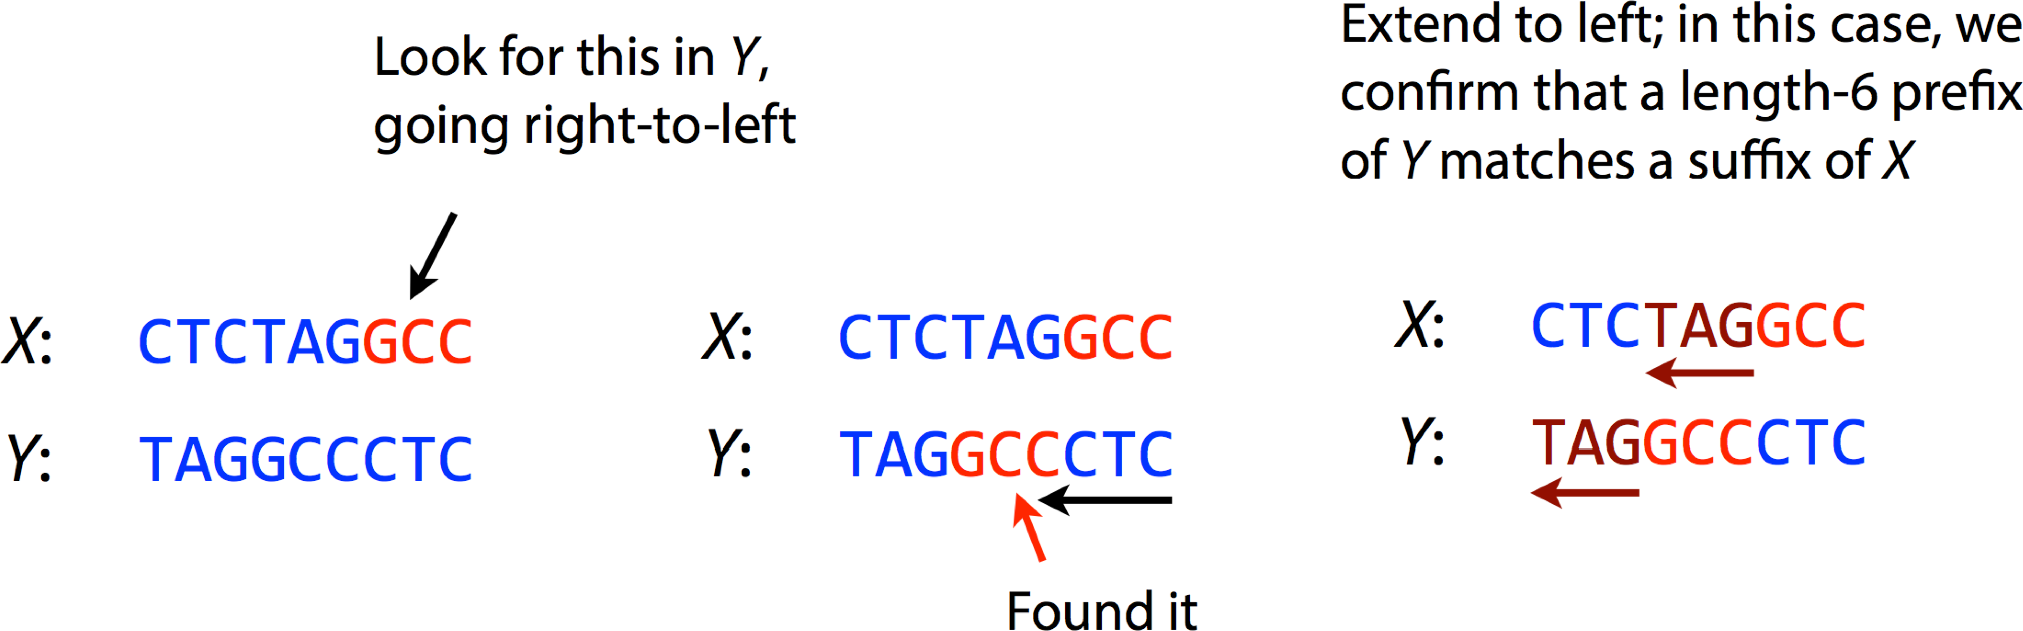 Look for this in Y,
going right-to-left
X: CTCTAGGCC
Y: TAGGCCCTC
X: CTCTAGGCC
Y: TAGGCCCTC
Found it
Extend to left; in this case, we
confirm that a length-6 prefix
of Y matches a suffix of X
X: CTCTAGGCC
Y: TAGGCCCTC